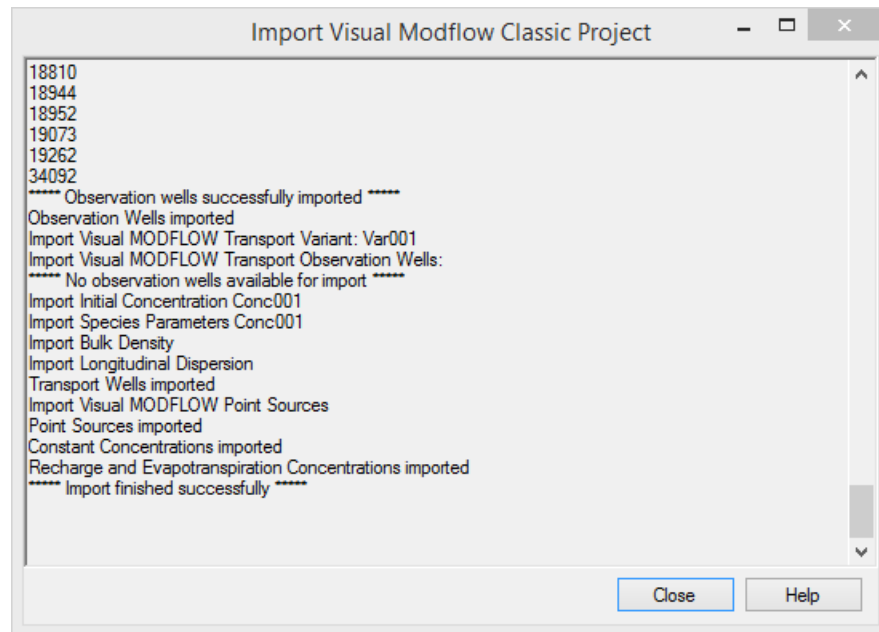 Import Visual Modflow Classic Project
18810
18944
18952
19073
19262
34092
***** Observation wells successfully imported *****
Observation Wells imported
Import Visual MODFLOW Transport Variant: Var001
Import Visual MODFLOW Transport Observation Wells:
***** No observation wells available for import *****
Import Initial Concentration Conc001
Import Species Parameters Conc001
Import Bulk Density
Import Longitudinal Dispersion
Transport Wells imported
Import Visual MODFLOW Point Sources
Point Sources imported
Constant Concentrations imported
Recharge and Evapotranspiration Concentrations imported
***** Import finished successfully *****
Close Help